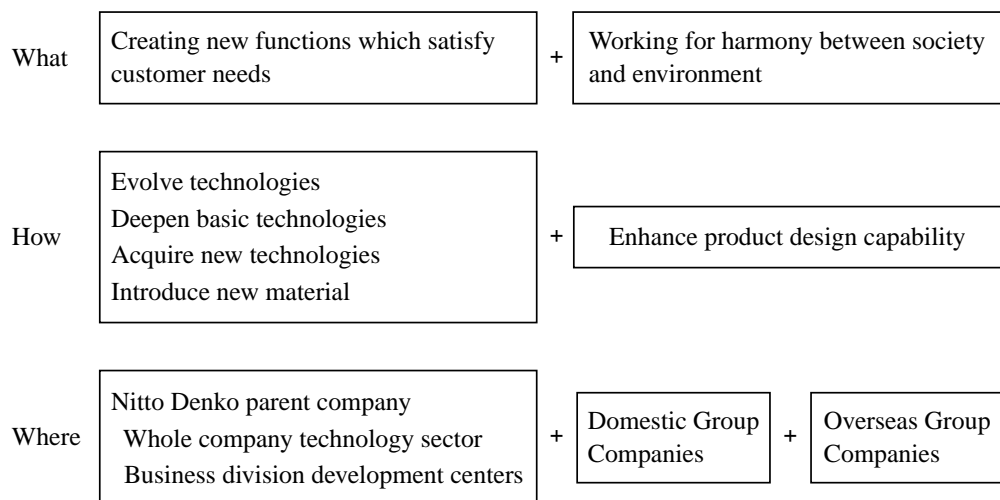 What
Creating new functions which satisfy
customer needs
+
Working for harmony between society
and environment
How
Evolve technologies
Deepen basic technologies
Acquire new technologies
Introduce new material
+
Enhance product design capability
Where
Nitto Denko parent company
Whole company technology sector
Business division development centers
+
Domestic Group
Companies
+
Overseas Group
Companies